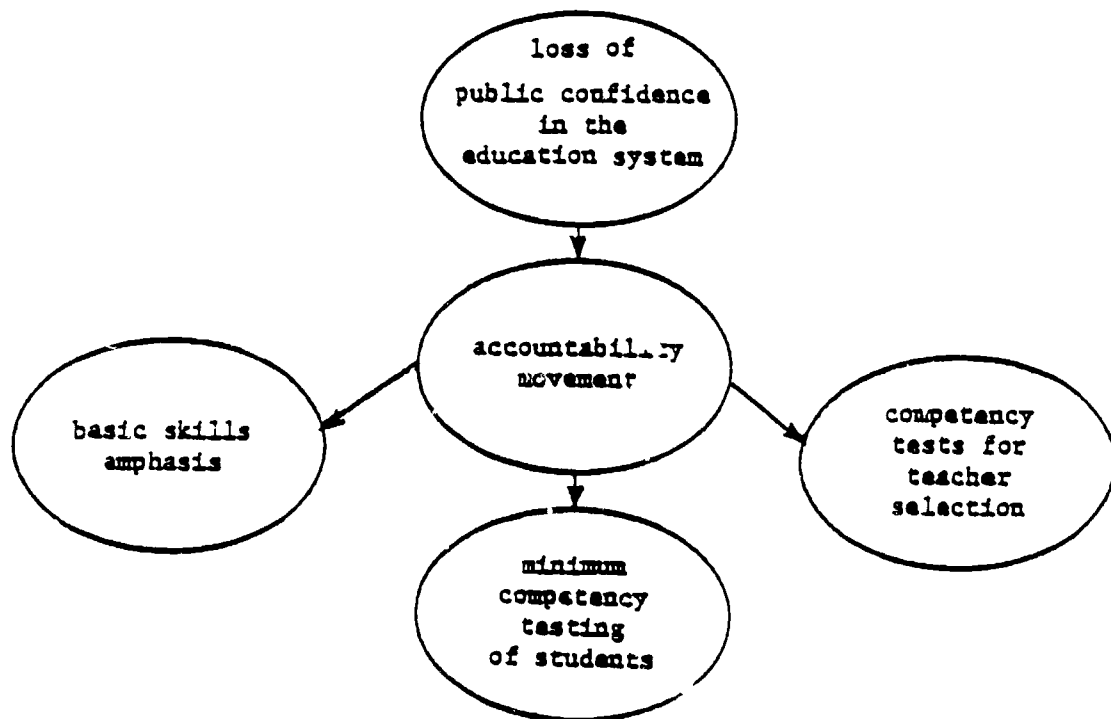 loss of
public confidence
in the
education system
accountability
movement
basic skills
amphasis
competency
tests for
teacher
selection
minimum
competency
testing
of students